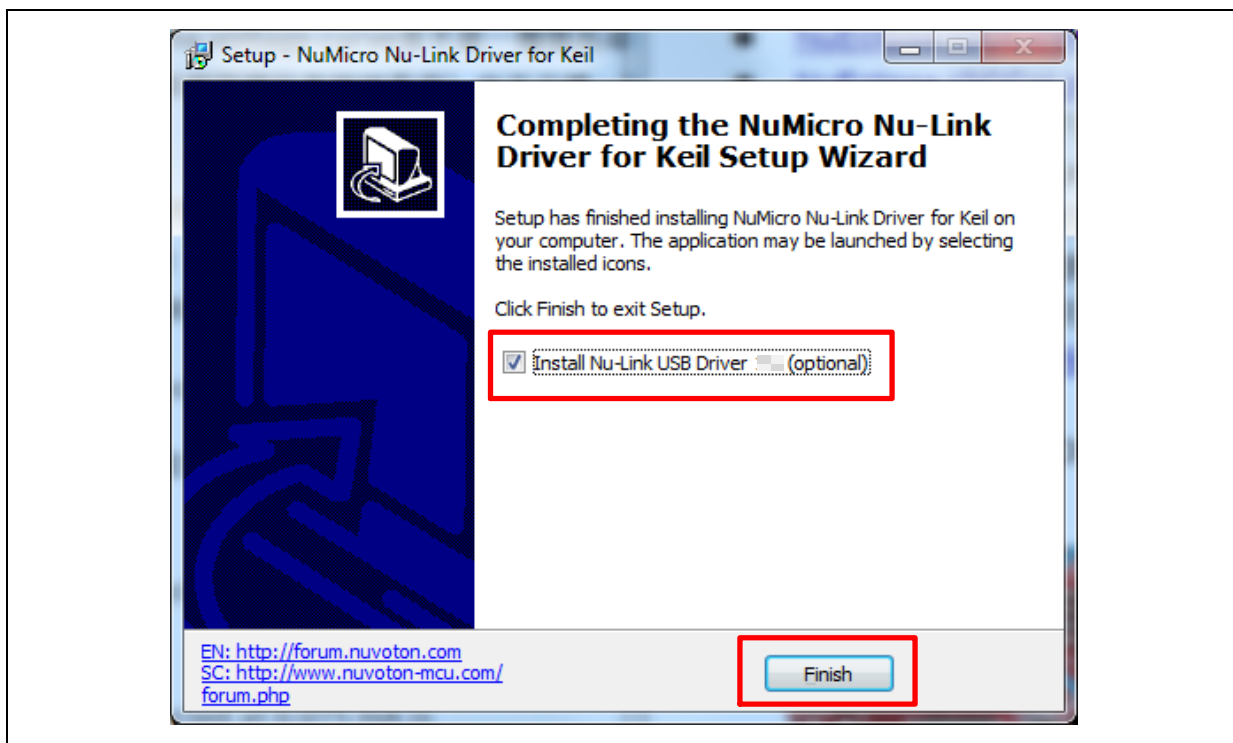 Setup - NuMicro Nu-Link Driver for Keil
Completing the NuMicro Nu-Link
Driver for Keil Setup Wizard
Setup has finished installing NuMicro Nu-Link Driver for Keil on
your computer. The application may be launched by selecting
the installed icons.
Click Finish to exit Setup.
Install Nu-Link USB Driver (optional)
EN: http://forum.nuvoton.com
SC: http://www.nuvoton-mcu.com/
forum.php
Finish